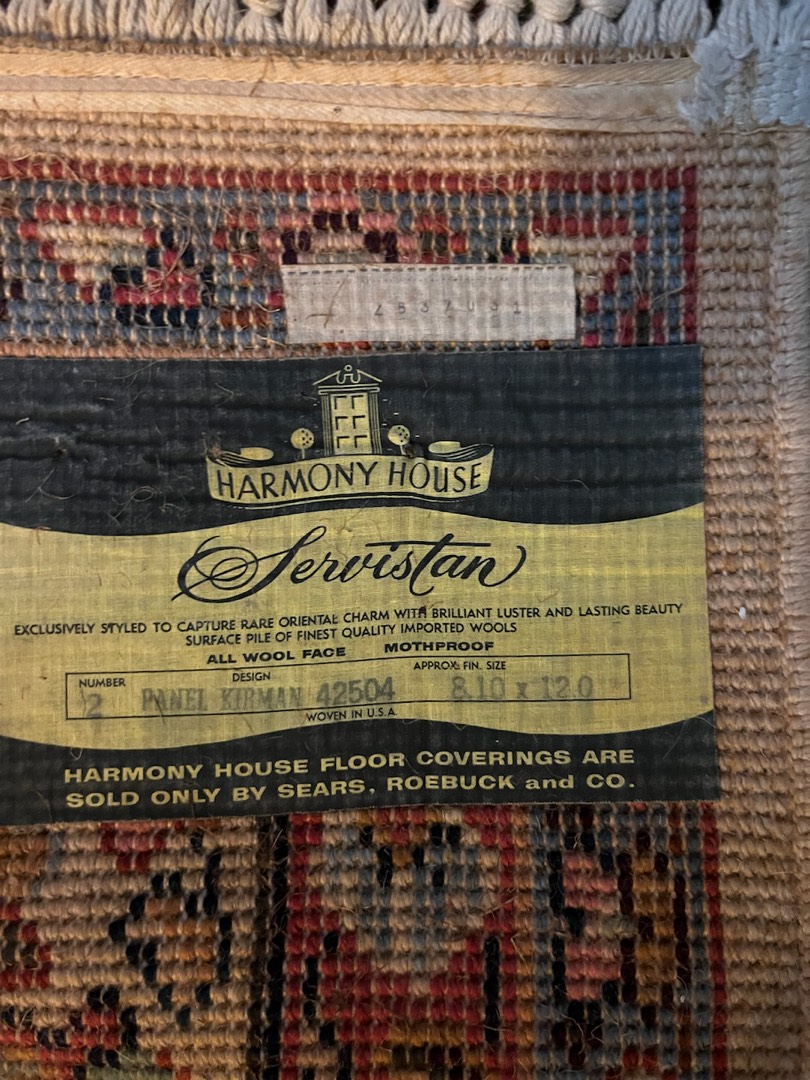 HARMONY HOUSE
Servistan
EXCLUSIVELY STYLED TO CAPTURE RARE ORIENTAL CHARM WITH BRILLIANT LUSTER AND LASTING BEAUTY
SURFACE PILE OF FINEST QUALITY IMPORTED WOOLS
ALL WOOL FACE MOTHPROOF
NUMBER DESIGN APPROX. FIN. SIZE
2 PANEL KIRMAN 42504 8.10 x 12.0
WOVEN IN U.S.A.
HARMONY HOUSE FLOOR COVERINGS ARE
SOLD ONLY BY SEARS, ROEBUCK and CO.